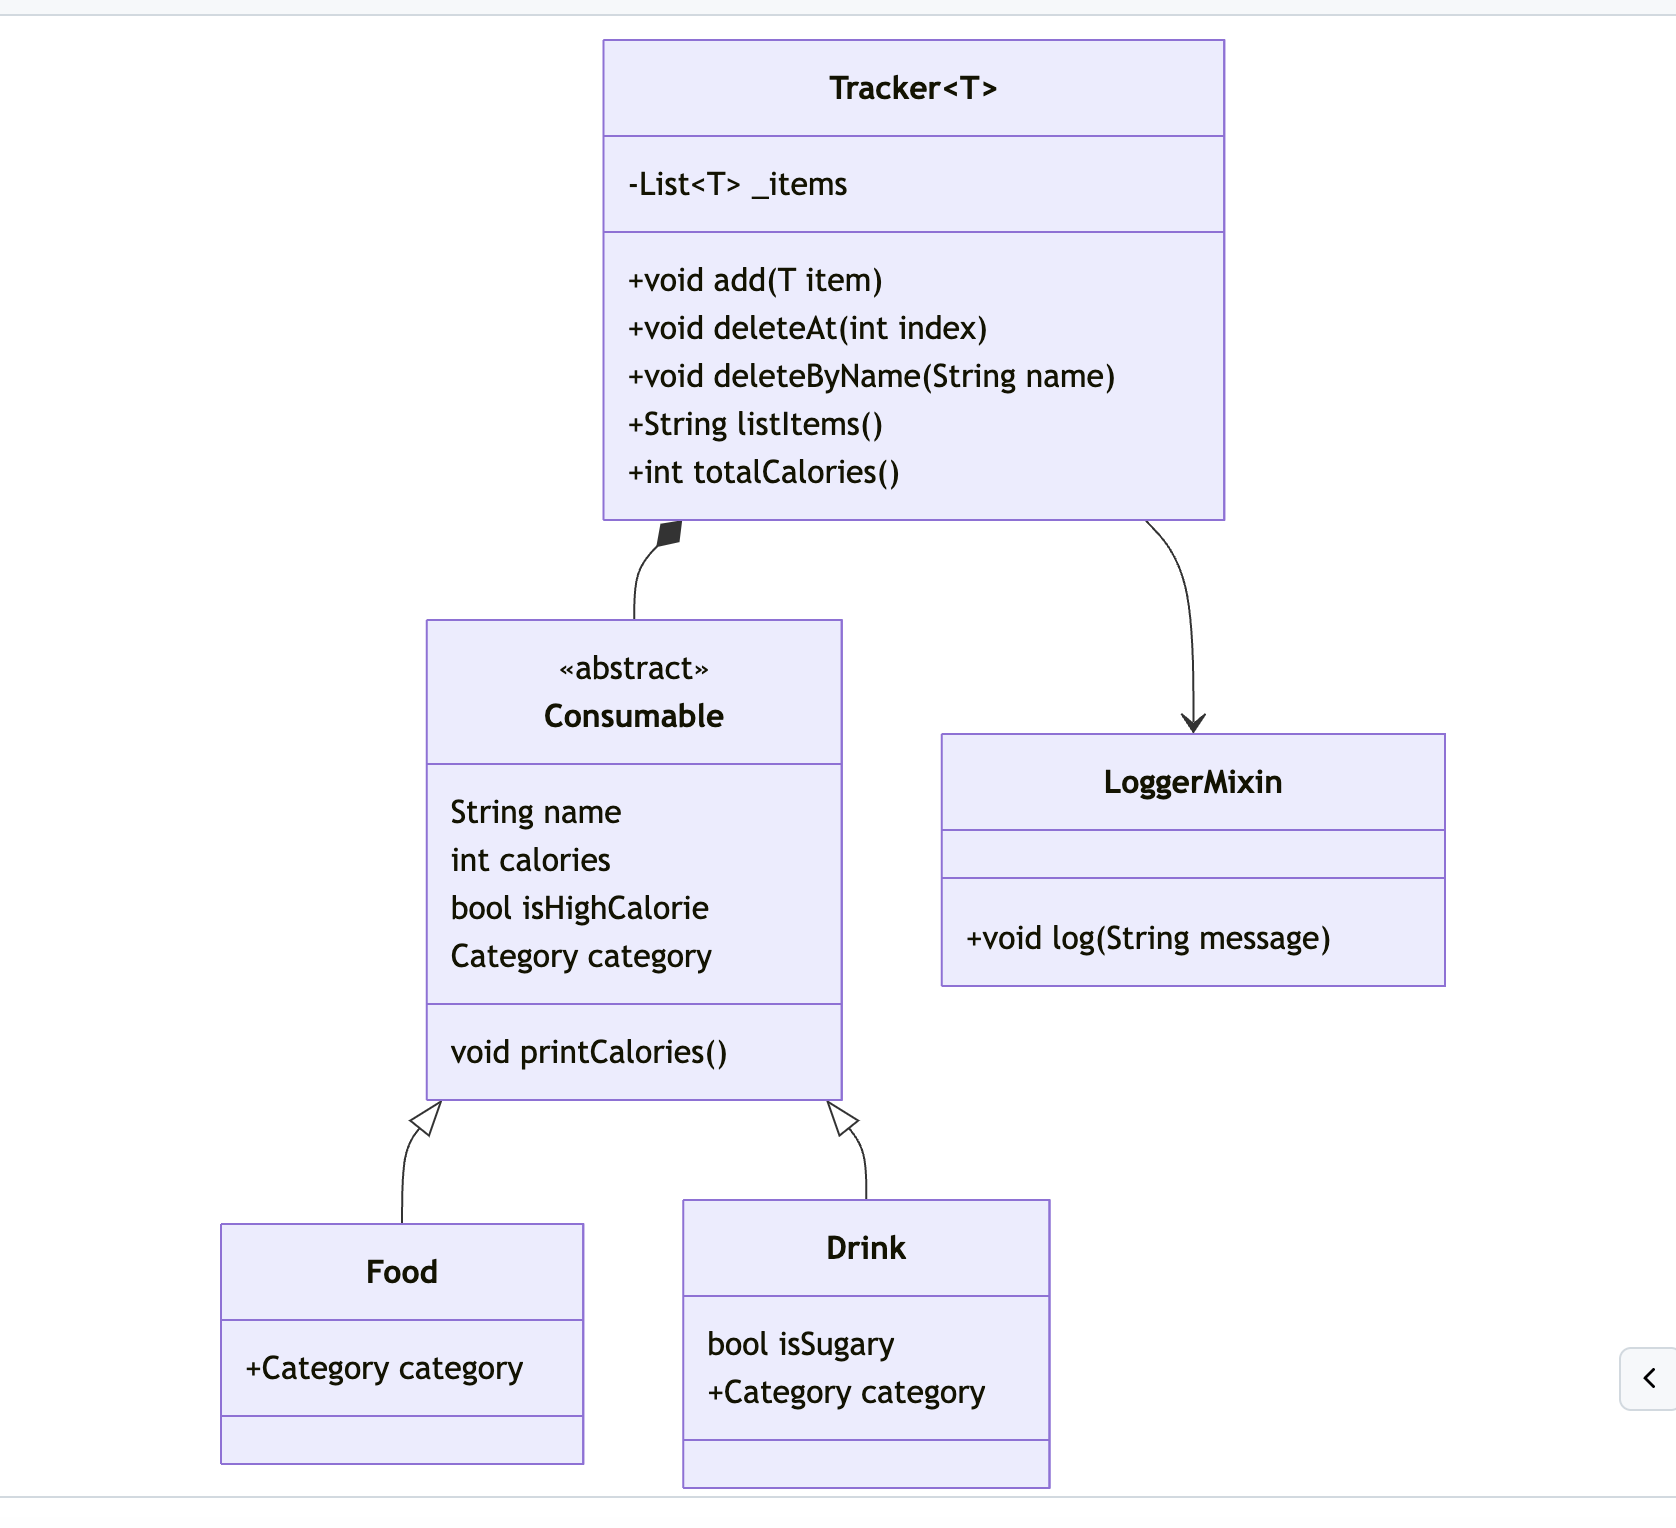 Tracker<T>
-List<T> _items
+void add(T item)
+void deleteAt(int index)
+void deleteByName(String name)
+String listItems()
+int totalCalories()
«abstract»
Consumable
String name
int calories
bool isHighCalorie
Category category
void printCalories()
LoggerMixin
+void log(String message)
Food
+Category category
Drink
bool isSugary
+Category category